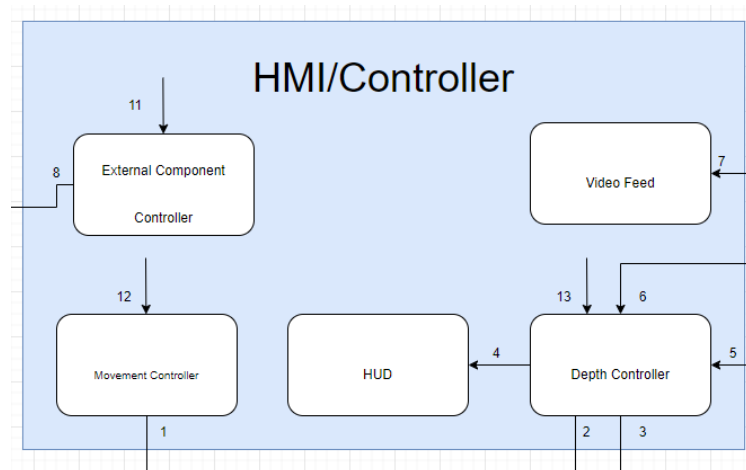 HMI/Controller
11
8
External Component
Controller
Video Feed
7
12
13
6
Movement Controller
HUD
4
Depth Controller
5
1
2
3